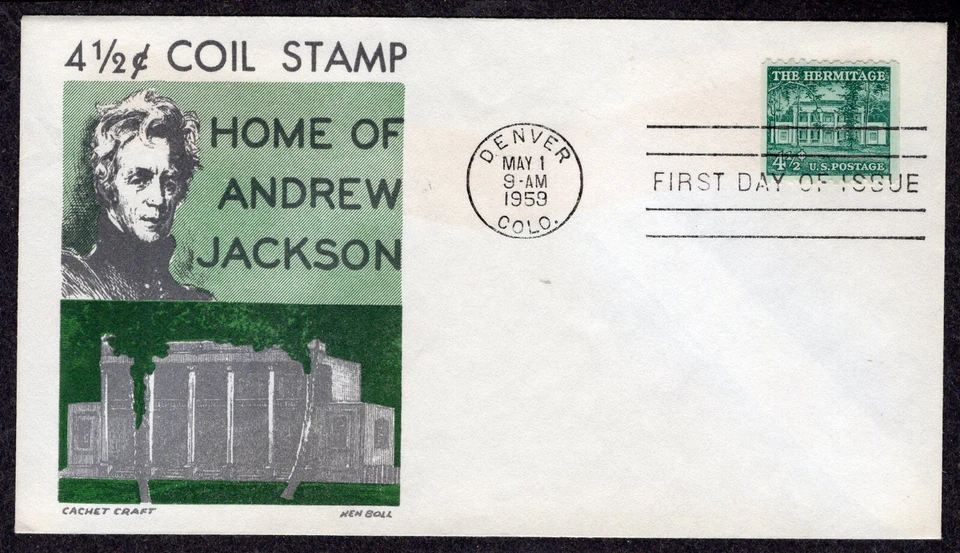 4½¢ COIL STAMP
HOME OF
ANDREW
JACKSON
CACHET CRAFT KEN BOLL
DENVER
MAY 1
9-AM
1959
COLO.
THE HERMITAGE
4½¢ U.S. POSTAGE
FIRST DAY OF ISSUE